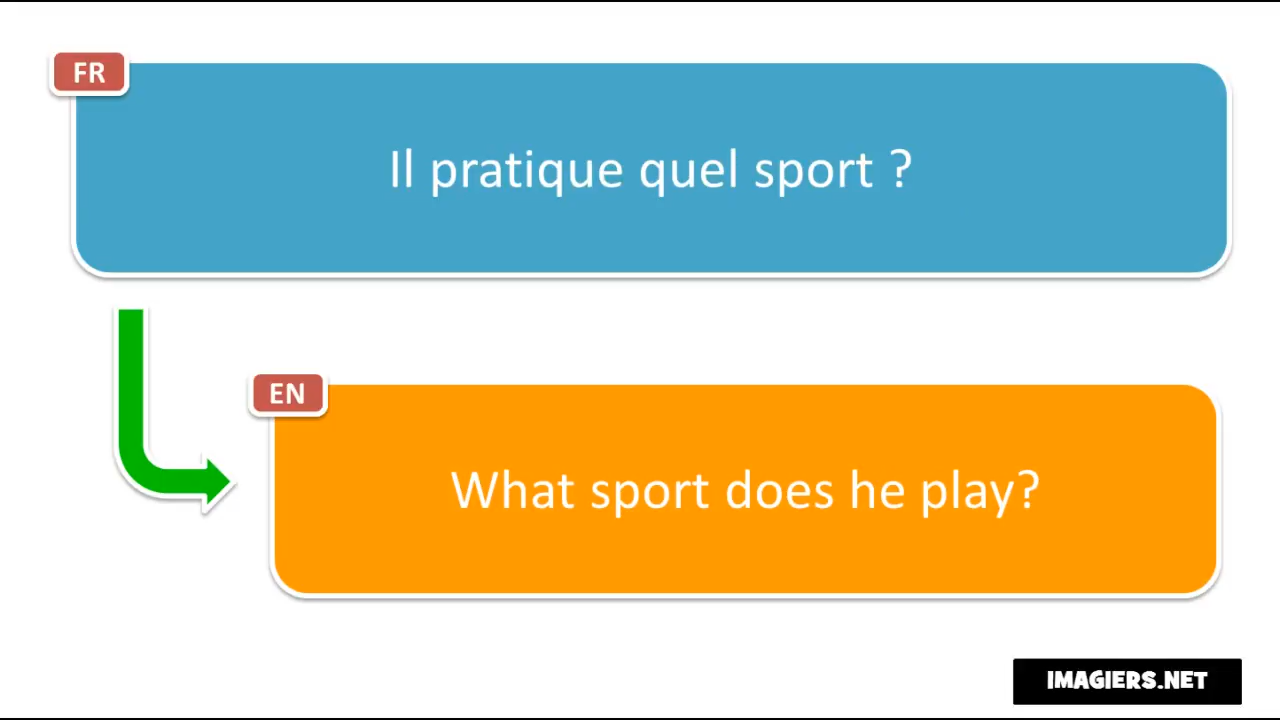 FR
Il pratique quel sport ?
EN
What sport does he play?
IMAGIERS.NET